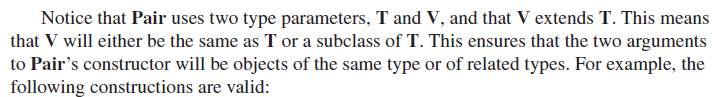 Notice that Pair uses two type parameters, T and V, and that V extends T. This means
that V will either be the same as T or a subclass of T. This ensures that the two arguments
to Pair's constructor will be objects of the same type or of related types. For example, the
following constructions are valid: